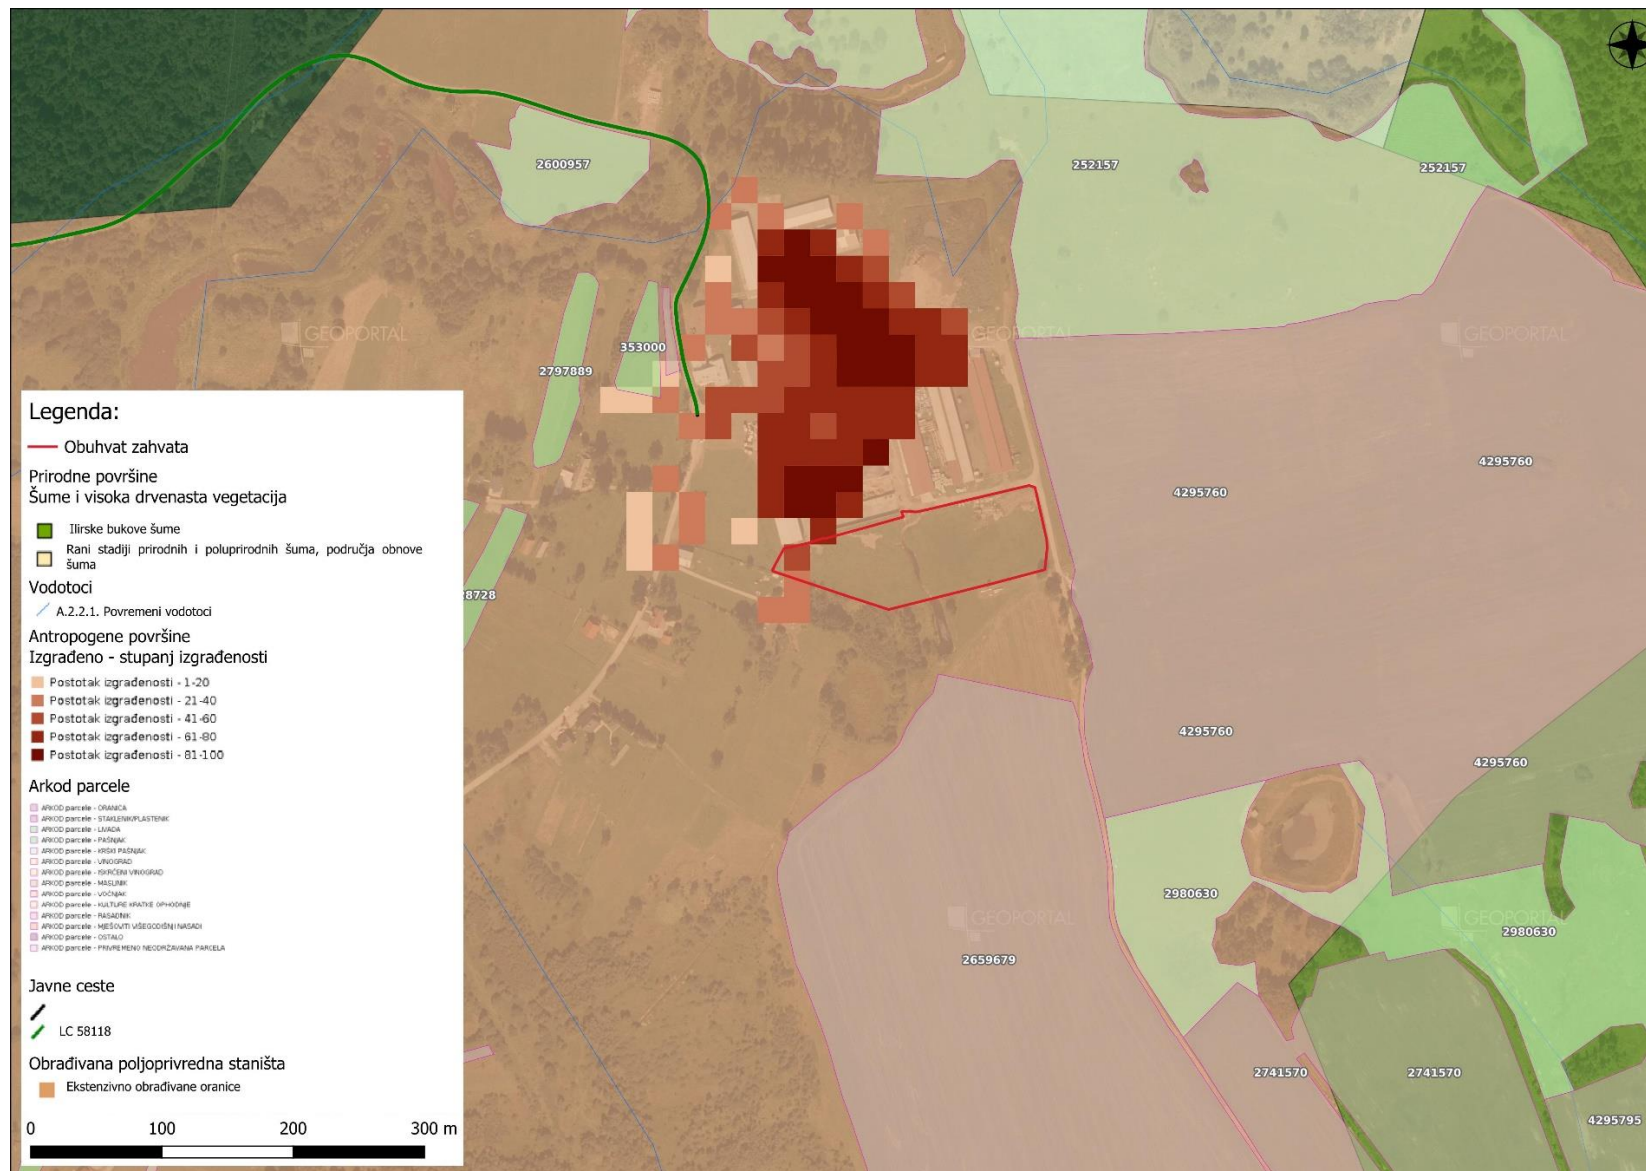 2600957
252157
252157
GEOPORTAL
GEOPORTAL
GEOPORTAL
353000
2797889
4295760
4295760
28728
4295760
4295760
2980630
GEOPORTAL
GEOPORTAL
2980630
2659679
2741570
2741570
4295795
Legenda:
Obuhvat zahvata
Prirodne površine
Šume i visoka drvenasta vegetacija
Ilirske bukove šume
Rani stadiji prirodnih i poluprirodnih šuma, područja obnove
šuma
Vodotoci
A.2.2.1. Povremeni vodotoci
Antropogene površine
Izgrađeno - stupanj izgrađenosti
Postotak izgrađenosti - 1-20
Postotak izgrađenosti - 21-40
Postotak izgrađenosti - 41-60
Postotak izgrađenosti - 61-80
Postotak izgrađenosti - 81-100
Arkod parcele
ARKOD parcele - ORANICA
ARKOD parcele - STAKLENIK/PLASTENIK
ARKOD parcele - LIVADA
ARKOD parcele - PAŠNJAK
ARKOD parcele - KRŠKI PAŠNJAK
ARKOD parcele - VINOGRAD
ARKOD parcele - ISKRČENI VINOGRAD
ARKOD parcele - MASLINIK
ARKOD parcele - VOĆNJAK
ARKOD parcele - KULTURE KRATKE OPHODNJE
ARKOD parcele - RASADNIK
ARKOD parcele - MJEŠOVITI VIŠEGODIŠNJI NASADI
ARKOD parcele - OSTALO
ARKOD parcele - PRIVREMENO NEODRŽAVANA PARCELA
Javne ceste
LC 58118
Obrađivana poljoprivredna staništa
Ekstenzivno obrađivane oranice
0 100 200 300 m